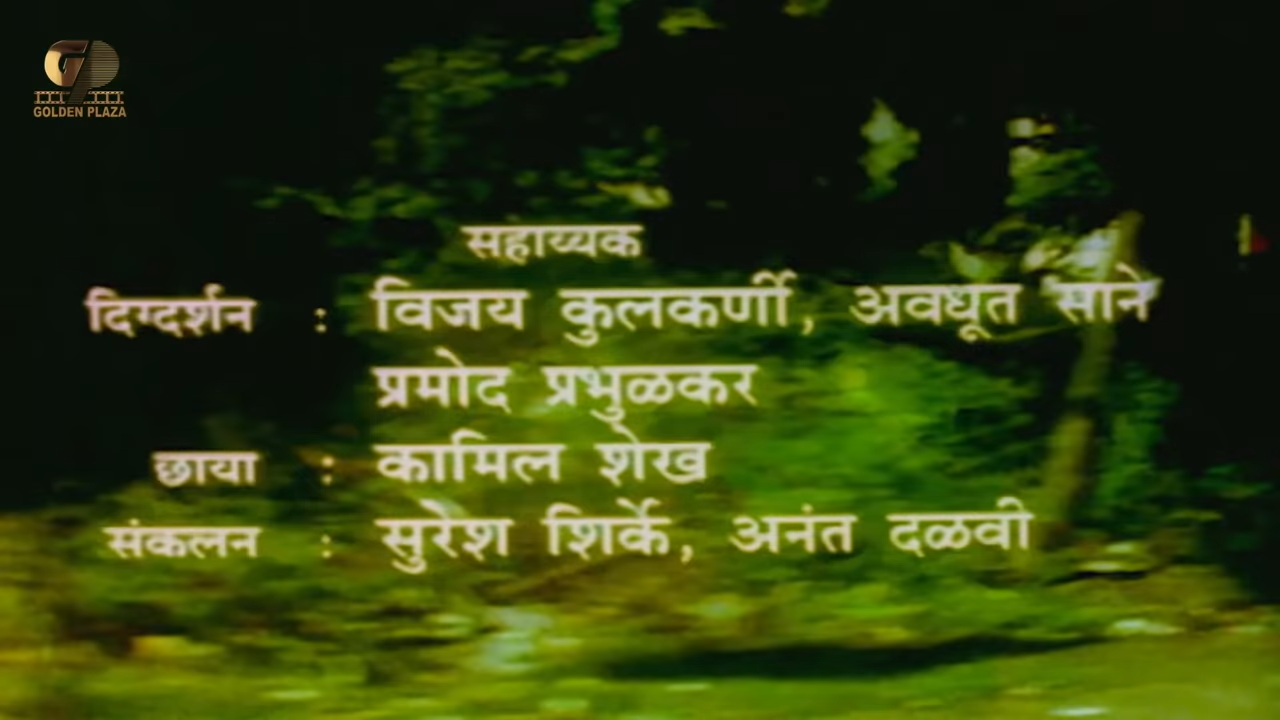 GOLDEN PLAZA
सहाय्यक
दिग्दर्शन : विजय कुलकर्णी, अवधूत साने
प्रमोद प्रभुळकर
छाया : कामिल शेख
संकलन : सुरेश शिर्के, अनंत दळवी